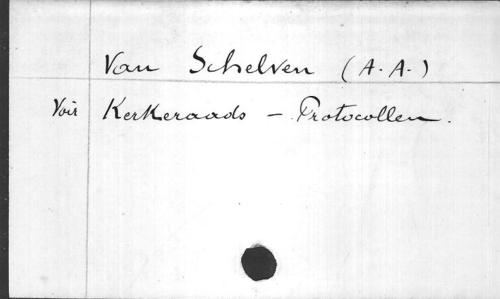 Van Schelven (A. A.)
Voir Kerkeraads - Protocollen.